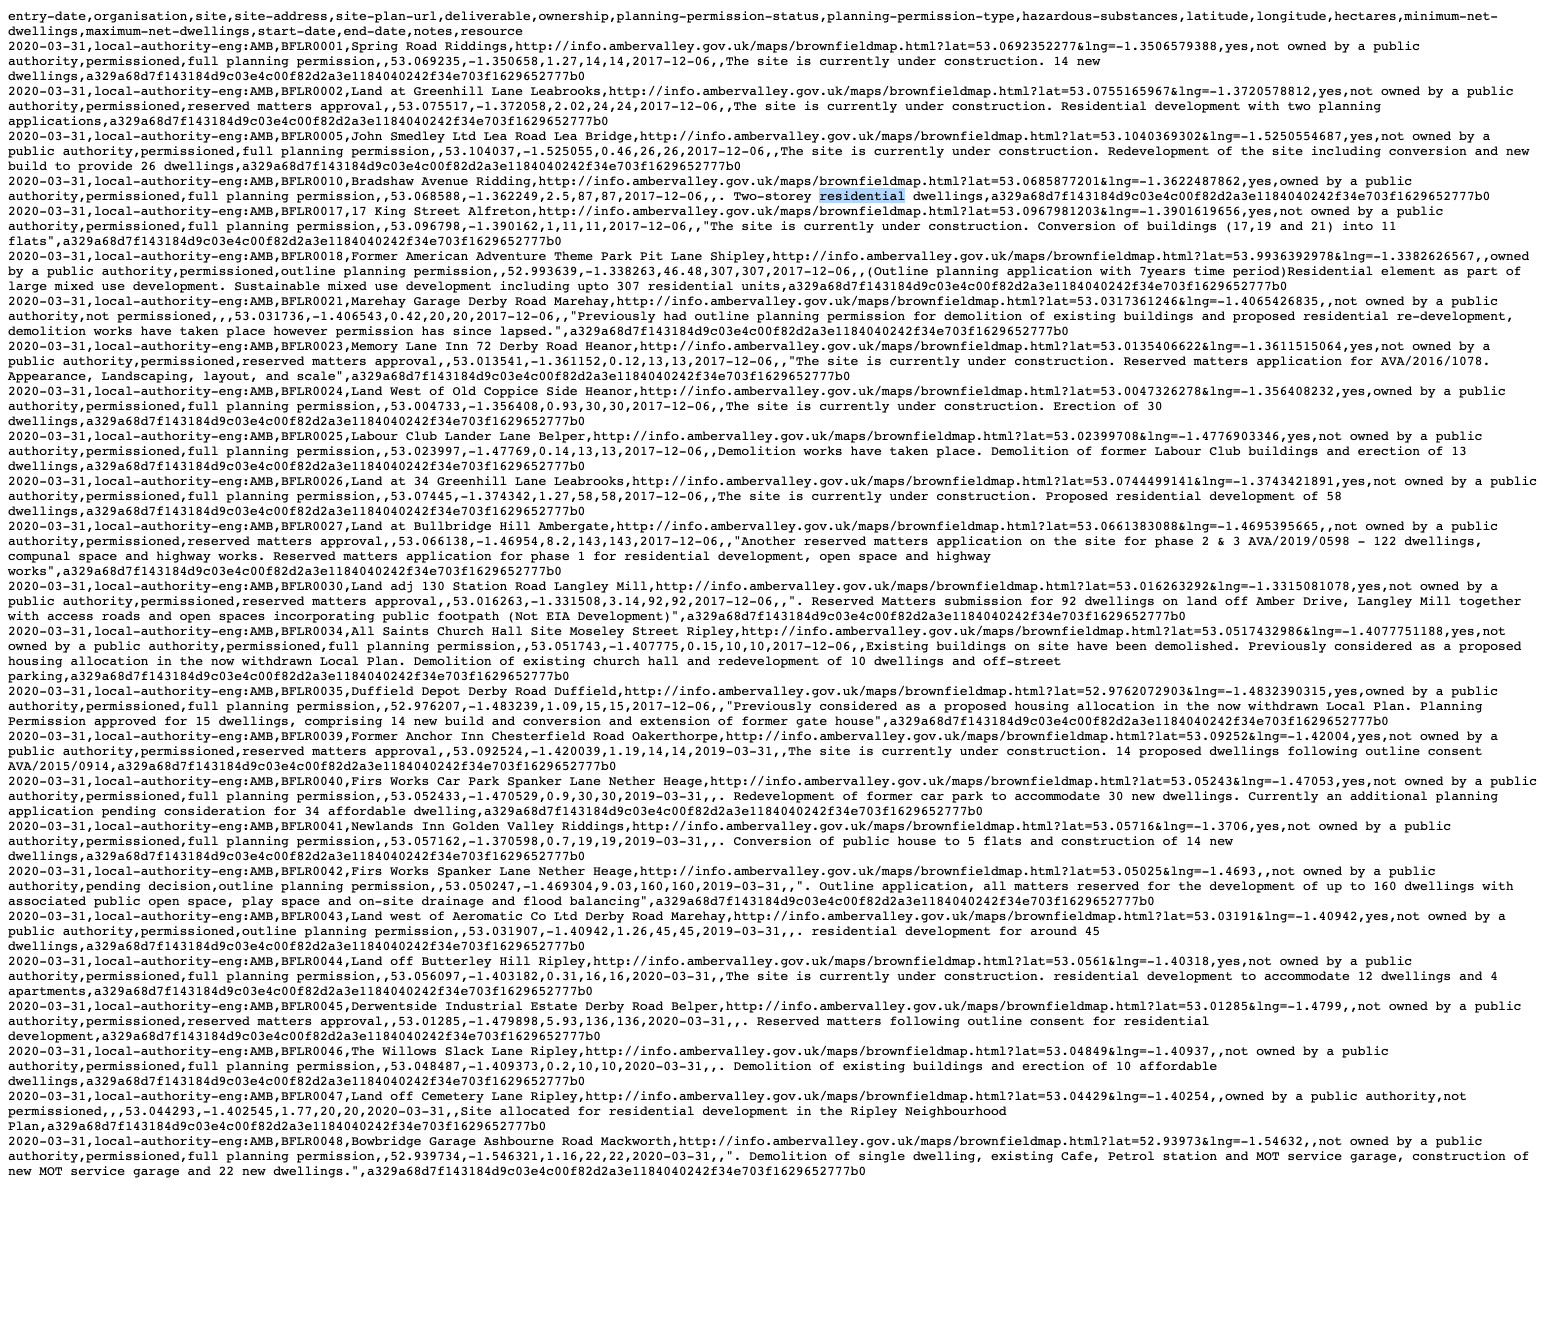 entry-date,organisation,site,site-address,site-plan-url,deliverable,ownership,planning-permission-status,planning-permission-type,hazardous-substances,latitude,longitude,hectares,minimum-net-
dwellings,maximum-net-dwellings,start-date,end-date,notes,resource
2020-03-31,local-authority-eng:AMB,BFLR0001,Spring Road Riddings,http://info.ambervalley.gov.uk/maps/brownfieldmap.html?lat=53.0692352277&lng=-1.3506579388,yes,not owned by a public
authority,permissioned,full planning permission,,53.069235,-1.350658,1.27,14,14,2017-12-06,,The site is currently under construction. 14 new
dwellings,a329a68d7f143184d9c03e4c00f82d2a3e1184040242f34e703f1629652777b0
2020-03-31,local-authority-eng:AMB,BFLR0002,Land at Greenhill Lane Leabrooks,http://info.ambervalley.gov.uk/maps/brownfieldmap.html?lat=53.0755165967&lng=-1.3720578812,yes,not owned by a public
authority,permissioned,reserved matters approval,,53.075517,-1.372058,2.02,24,24,2017-12-06,,The site is currently under construction. Residential development with two planning
applications,a329a68d7f143184d9c03e4c00f82d2a3e1184040242f34e703f1629652777b0
2020-03-31,local-authority-eng:AMB,BFLR0005,John Smedley Ltd Lea Road Lea Bridge,http://info.ambervalley.gov.uk/maps/brownfieldmap.html?lat=53.1040369302&lng=-1.5250554687,yes,not owned by a
public authority,permissioned,full planning permission,,53.104037,-1.525055,0.46,26,26,2017-12-06,,The site is currently under construction. Redevelopment of the site including conversion and new
build to provide 26 dwellings,a329a68d7f143184d9c03e4c00f82d2a3e1184040242f34e703f1629652777b0
2020-03-31,local-authority-eng:AMB,BFLR0010,Bradshaw Avenue Ridding,http://info.ambervalley.gov.uk/maps/brownfieldmap.html?lat=53.0685877201&lng=-1.3622487862,yes,owned by a public
authority,permissioned,full planning permission,,53.068588,-1.362249,2.5,87,87,2017-12-06,,. Two-storey residential dwellings,a329a68d7f143184d9c03e4c00f82d2a3e1184040242f34e703f1629652777b0
2020-03-31,local-authority-eng:AMB,BFLR0017,17 King Street Alfreton,http://info.ambervalley.gov.uk/maps/brownfieldmap.html?lat=53.0967981203&lng=-1.3901619656,yes,not owned by a public
authority,permissioned,full planning permission,,53.096798,-1.390162,1,11,11,2017-12-06,,"The site is currently under construction. Conversion of buildings (17,19 and 21) into 11
flats",a329a68d7f143184d9c03e4c00f82d2a3e1184040242f34e703f1629652777b0
2020-03-31,local-authority-eng:AMB,BFLR0018,Former American Adventure Theme Park Pit Lane Shipley,http://info.ambervalley.gov.uk/maps/brownfieldmap.html?lat=53.9936392978&lng=-1.3382626567,,owned
by a public authority,permissioned,outline planning permission,,52.993639,-1.338263,46.48,307,307,2017-12-06,,(Outline planning application with 7years time period)Residential element as part of
large mixed use development. Sustainable mixed use development including upto 307 residential units,a329a68d7f143184d9c03e4c00f82d2a3e1184040242f34e703f1629652777b0
2020-03-31,local-authority-eng:AMB,BFLR0021,Marehay Garage Derby Road Marehay,http://info.ambervalley.gov.uk/maps/brownfieldmap.html?lat=53.0317361246&lng=-1.4065426835,,not owned by a public
authority,not permissioned,,,53.031736,-1.406543,0.42,20,20,2017-12-06,,"Previously had outline planning permission for demolition of existing buildings and proposed residential re-development,
demolition works have taken place however permission has since lapsed.",a329a68d7f143184d9c03e4c00f82d2a3e1184040242f34e703f1629652777b0
2020-03-31,local-authority-eng:AMB,BFLR0023,Memory Lane Inn 72 Derby Road Heanor,http://info.ambervalley.gov.uk/maps/brownfieldmap.html?lat=53.0135406622&lng=-1.3611515064,yes,not owned by a
public authority,permissioned,reserved matters approval,,53.013541,-1.361152,0.12,13,13,2017-12-06,,"The site is currently under construction. Reserved matters application for AVA/2016/1078.
Appearance, Landscaping, layout, and scale",a329a68d7f143184d9c03e4c00f82d2a3e1184040242f34e703f1629652777b0
2020-03-31,local-authority-eng:AMB,BFLR0024,Land West of Old Coppice Side Heanor,http://info.ambervalley.gov.uk/maps/brownfieldmap.html?lat=53.0047326278&lng=-1.356408232,yes,owned by a public
authority,permissioned,full planning permission,,53.004733,-1.356408,0.93,30,30,2017-12-06,,The site is currently under construction. Erection of 30
dwellings,a329a68d7f143184d9c03e4c00f82d2a3e1184040242f34e703f1629652777b0
2020-03-31,local-authority-eng:AMB,BFLR0025,Labour Club Lander Lane Belper,http://info.ambervalley.gov.uk/maps/brownfieldmap.html?lat=53.02399708&lng=-1.4776903346,yes,not owned by a public
authority,permissioned,full planning permission,,53.023997,-1.47769,0.14,13,13,2017-12-06,,Demolition works have taken place. Demolition of former Labour Club buildings and erection of 13
dwellings,a329a68d7f143184d9c03e4c00f82d2a3e1184040242f34e703f1629652777b0
2020-03-31,local-authority-eng:AMB,BFLR0026,Land at 34 Greenhill Lane Leabrooks,http://info.ambervalley.gov.uk/maps/brownfieldmap.html?lat=53.0744499141&lng=-1.3743421891,yes,not owned by a public
authority,permissioned,full planning permission,,53.07445,-1.374342,1.27,58,58,2017-12-06,,The site is currently under construction. Proposed residential development of 58
dwellings,a329a68d7f143184d9c03e4c00f82d2a3e1184040242f34e703f1629652777b0
2020-03-31,local-authority-eng:AMB,BFLR0027,Land at Bullbridge Hill Ambergate,http://info.ambervalley.gov.uk/maps/brownfieldmap.html?lat=53.0661383088&lng=-1.4695395665,,not owned by a public
authority,permissioned,reserved matters approval,,53.066138,-1.46954,8.2,143,143,2017-12-06,,"Another reserved matters application on the site for phase 2 & 3 AVA/2019/0598 - 122 dwellings,
compunal space and highway works. Reserved matters application for phase 1 for residential development, open space and highway
works",a329a68d7f143184d9c03e4c00f82d2a3e1184040242f34e703f1629652777b0
2020-03-31,local-authority-eng:AMB,BFLR0030,Land adj 130 Station Road Langley Mill,http://info.ambervalley.gov.uk/maps/brownfieldmap.html?lat=53.016263292&lng=-1.3315081078,yes,not owned by a
public authority,permissioned,reserved matters approval,,53.016263,-1.331508,3.14,92,92,2017-12-06,,". Reserved Matters submission for 92 dwellings on land off Amber Drive, Langley Mill together
with access roads and open spaces incorporating public footpath (Not EIA Development)",a329a68d7f143184d9c03e4c00f82d2a3e1184040242f34e703f1629652777b0
2020-03-31,local-authority-eng:AMB,BFLR0034,All Saints Church Hall Site Moseley Street Ripley,http://info.ambervalley.gov.uk/maps/brownfieldmap.html?lat=53.0517432986&lng=-1.4077751188,yes,not
owned by a public authority,permissioned,full planning permission,,53.051743,-1.407775,0.15,10,10,2017-12-06,,Existing buildings on site have been demolished. Previously considered as a proposed
housing allocation in the now withdrawn Local Plan. Demolition of existing church hall and redevelopment of 10 dwellings and off-street
parking,a329a68d7f143184d9c03e4c00f82d2a3e1184040242f34e703f1629652777b0
2020-03-31,local-authority-eng:AMB,BFLR0035,Duffield Depot Derby Road Duffield,http://info.ambervalley.gov.uk/maps/brownfieldmap.html?lat=52.9762072903&lng=-1.4832390315,yes,owned by a public
authority,permissioned,full planning permission,,52.976207,-1.483239,1.09,15,15,2017-12-06,,"Previously considered as a proposed housing allocation in the now withdrawn Local Plan. Planning
Permission approved for 15 dwellings, comprising 14 new build and conversion and extension of former gate house",a329a68d7f143184d9c03e4c00f82d2a3e1184040242f34e703f1629652777b0
2020-03-31,local-authority-eng:AMB,BFLR0039,Former Anchor Inn Chesterfield Road Oakerthorpe,http://info.ambervalley.gov.uk/maps/brownfieldmap.html?lat=53.09252&lng=-1.42004,yes,not owned by a
public authority,permissioned,reserved matters approval,,53.092524,-1.420039,1.19,14,14,2019-03-31,,The site is currently under construction. 14 proposed dwellings following outline consent
AVA/2015/0914,a329a68d7f143184d9c03e4c00f82d2a3e1184040242f34e703f1629652777b0
2020-03-31,local-authority-eng:AMB,BFLR0040,Firs Works Car Park Spanker Lane Nether Heage,http://info.ambervalley.gov.uk/maps/brownfieldmap.html?lat=53.05243&lng=-1.47053,yes,not owned by a public
authority,permissioned,full planning permission,,53.052433,-1.470529,0.9,30,30,2019-03-31,,. Redevelopment of former car park to accommodate 30 new dwellings. Currently an additional planning
application pending consideration for 34 affordable dwelling,a329a68d7f143184d9c03e4c00f82d2a3e1184040242f34e703f1629652777b0
2020-03-31,local-authority-eng:AMB,BFLR0041,Newlands Inn Golden Valley Riddings,http://info.ambervalley.gov.uk/maps/brownfieldmap.html?lat=53.05716&lng=-1.3706,yes,not owned by a public
authority,permissioned,full planning permission,,53.057162,-1.370598,0.7,19,19,2019-03-31,,. Conversion of public house to 5 flats and construction of 14 new
dwellings,a329a68d7f143184d9c03e4c00f82d2a3e1184040242f34e703f1629652777b0
2020-03-31,local-authority-eng:AMB,BFLR0042,Firs Works Spanker Lane Nether Heage,http://info.ambervalley.gov.uk/maps/brownfieldmap.html?lat=53.05025&lng=-1.4693,,not owned by a public
authority,pending decision,outline planning permission,,53.050247,-1.469304,9.03,160,160,2019-03-31,,". Outline application, all matters reserved for the development of up to 160 dwellings with
associated public open space, play space and on-site drainage and flood balancing",a329a68d7f143184d9c03e4c00f82d2a3e1184040242f34e703f1629652777b0
2020-03-31,local-authority-eng:AMB,BFLR0043,Land west of Aeromatic Co Ltd Derby Road Marehay,http://info.ambervalley.gov.uk/maps/brownfieldmap.html?lat=53.03191&lng=-1.40942,yes,not owned by a
public authority,permissioned,outline planning permission,,53.031907,-1.40942,1.26,45,45,2019-03-31,,. residential development for around 45
dwellings,a329a68d7f143184d9c03e4c00f82d2a3e1184040242f34e703f1629652777b0
2020-03-31,local-authority-eng:AMB,BFLR0044,Land off Butterley Hill Ripley,http://info.ambervalley.gov.uk/maps/brownfieldmap.html?lat=53.0561&lng=-1.40318,yes,not owned by a public
authority,permissioned,full planning permission,,53.056097,-1.403182,0.31,16,16,2020-03-31,,The site is currently under construction. residential development to accommodate 12 dwellings and 4
apartments,a329a68d7f143184d9c03e4c00f82d2a3e1184040242f34e703f1629652777b0
2020-03-31,local-authority-eng:AMB,BFLR0045,Derwentside Industrial Estate Derby Road Belper,http://info.ambervalley.gov.uk/maps/brownfieldmap.html?lat=53.01285&lng=-1.4799,,not owned by a public
authority,permissioned,reserved matters approval,,53.01285,-1.479898,5.93,136,136,2020-03-31,,. Reserved matters following outline consent for residential
development,a329a68d7f143184d9c03e4c00f82d2a3e1184040242f34e703f1629652777b0
2020-03-31,local-authority-eng:AMB,BFLR0046,The Willows Slack Lane Ripley,http://info.ambervalley.gov.uk/maps/brownfieldmap.html?lat=53.04849&lng=-1.40937,,not owned by a public
authority,permissioned,full planning permission,,53.048487,-1.409373,0.2,10,10,2020-03-31,,. Demolition of existing buildings and erection of 10 affordable
dwellings,a329a68d7f143184d9c03e4c00f82d2a3e1184040242f34e703f1629652777b0
2020-03-31,local-authority-eng:AMB,BFLR0047,Land off Cemetery Lane Ripley,http://info.ambervalley.gov.uk/maps/brownfieldmap.html?lat=53.04429&lng=-1.40254,,owned by a public authority,not
permissioned,,,53.044293,-1.402545,1.77,20,20,2020-03-31,,Site allocated for residential development in the Ripley Neighbourhood
Plan,a329a68d7f143184d9c03e4c00f82d2a3e1184040242f34e703f1629652777b0
2020-03-31,local-authority-eng:AMB,BFLR0048,Bowbridge Garage Ashbourne Road Mackworth,http://info.ambervalley.gov.uk/maps/brownfieldmap.html?lat=52.93973&lng=-1.54632,,not owned by a public
authority,permissioned,full planning permission,,52.939734,-1.546321,1.16,22,22,2020-03-31,,". Demolition of single dwelling, existing Cafe, Petrol station and MOT service garage, construction of
new MOT service garage and 22 new dwellings.",a329a68d7f143184d9c03e4c00f82d2a3e1184040242f34e703f1629652777b0